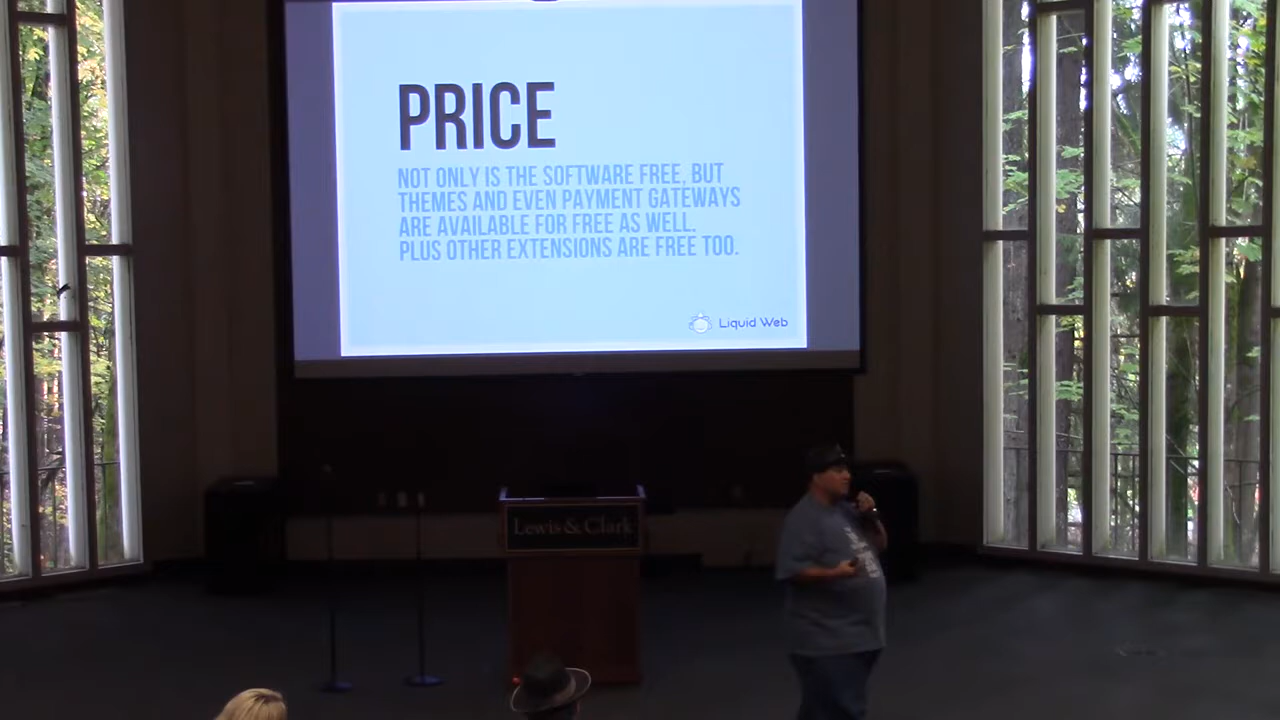 PRICE
NOT ONLY IS THE SOFTWARE FREE, BUT
THEMES AND EVEN PAYMENT GATEWAYS
ARE AVAILABLE FOR FREE AS WELL.
PLUS OTHER EXTENSIONS ARE FREE TOO.
Liquid Web
Lewis & Clark